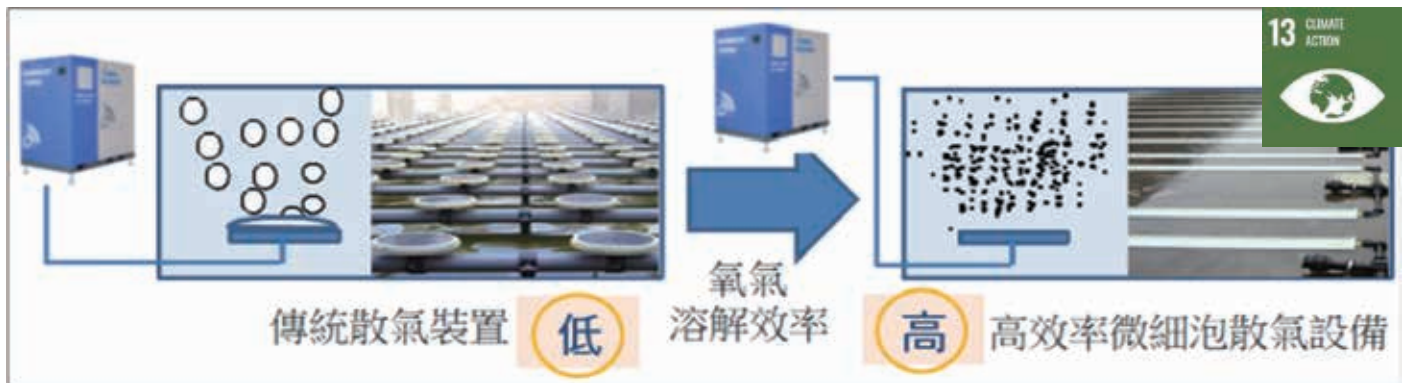 13 CLIMATE
ACTION
傳統散氣裝置 低
氧氣
溶解效率
高 高效率微細泡散氣設備